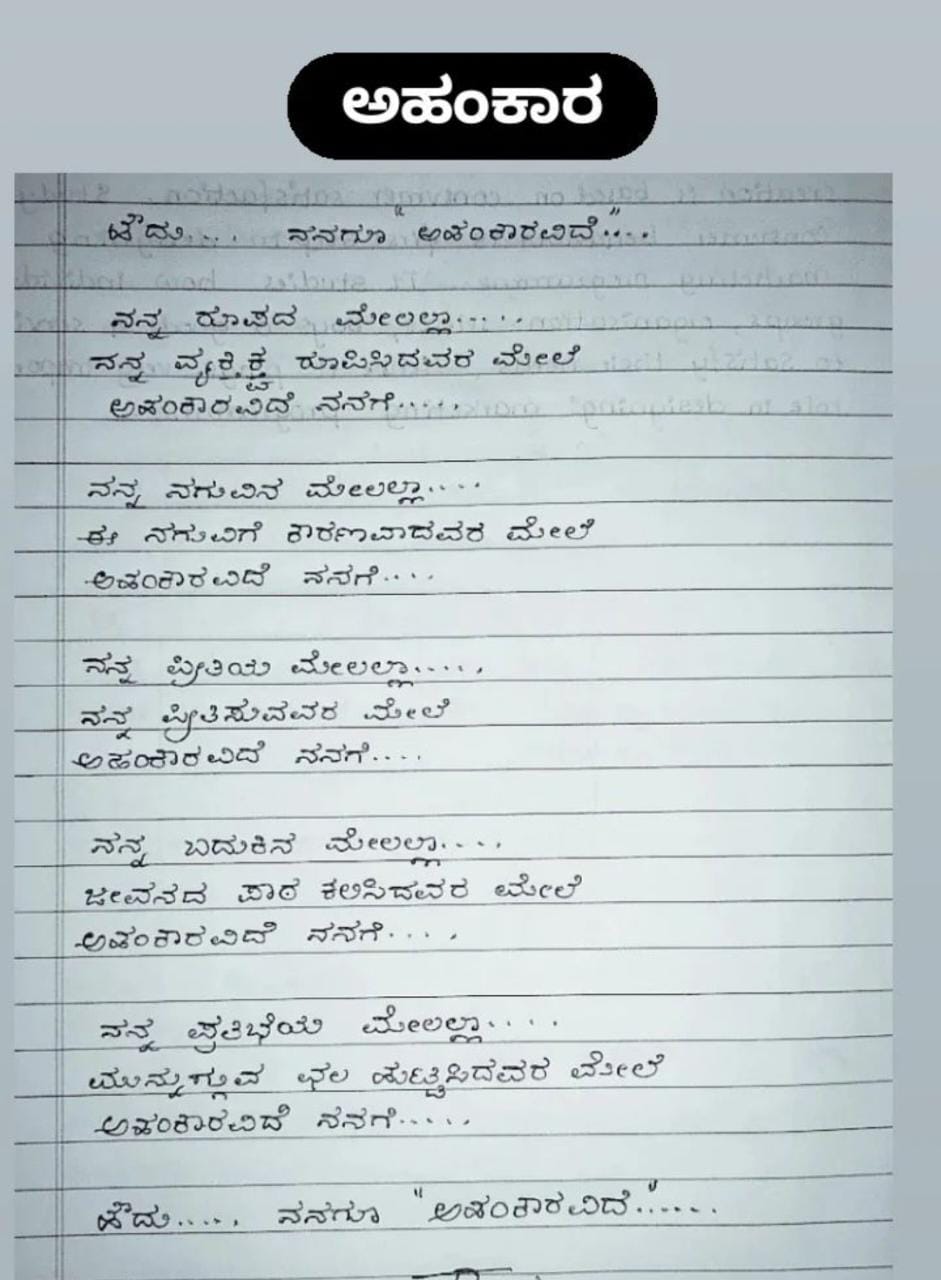 ಅಹಂಕಾರ
ಹೌದು.... ನನಗೂ "ಅಹಂಕಾರವಿದೆ"....
ನನ್ನ ರೂಪದ ಮೇಲಲ್ಲಾ.....
ನನ್ನ ರೂಪಿಸಿದವರ ಮೇಲೆ
ಅಹಂಕಾರವಿದೆ ನನಗೆ.....
ನನ್ನ ನಗುವಿನ ಮೇಲಲ್ಲಾ....
ಈ ನಗುವಿಗೆ ಕಾರಣವಾದವರ ಮೇಲೆ
ಅಹಂಕಾರವಿದೆ ನನಗೆ....
ನನ್ನ ಪ್ರೀತಿಯ ಮೇಲಲ್ಲಾ.....
ನನ್ನ ಪ್ರೀತಿಸುವವರ ಮೇಲೆ
ಅಹಂಕಾರವಿದೆ ನನಗೆ....
ನನ್ನ ಬದುಕಿನ ಮೇಲಲ್ಲಾ....
ಜೀವನದ ಪಾಠ ಕಲಿಸಿದವರ ಮೇಲೆ
ಅಹಂಕಾರವಿದೆ ನನಗೆ....
ನನ್ನ ಪ್ರತಿಭೆಯ ಮೇಲಲ್ಲಾ....
ಮುನ್ನುಗ್ಗುವ ಛಲ ಹುಟ್ಟಿಸಿದವರ ಮೇಲೆ
ಅಹಂಕಾರವಿದೆ ನನಗೆ.....
ಹೌದು..... ನನಗೂ "ಅಹಂಕಾರವಿದೆ"......